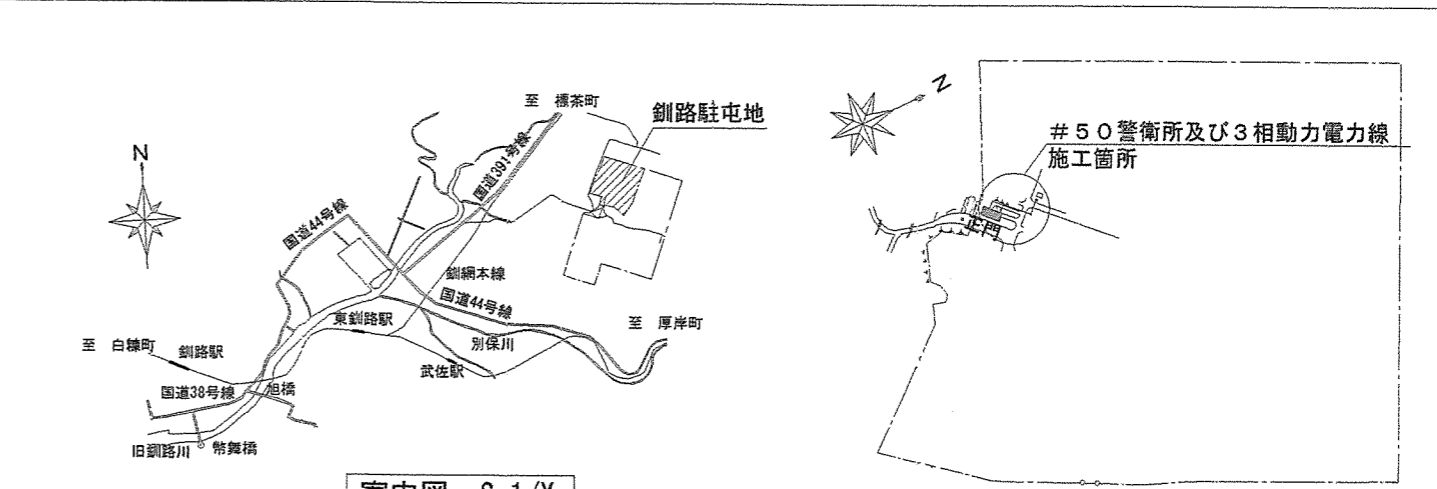 至 標茶町
釧路駐屯地
N
国道391号線
国道44号線
釧網本線
国道44号線
東釧路駅
至 厚岸町
別保川
至 白糠町
釧路駅
武佐駅
国道38号線
旭橋
旧釧路川
幣舞橋
案内図 S=1/X
N
#50警衛所及び3相動力電力線
施工箇所
正門